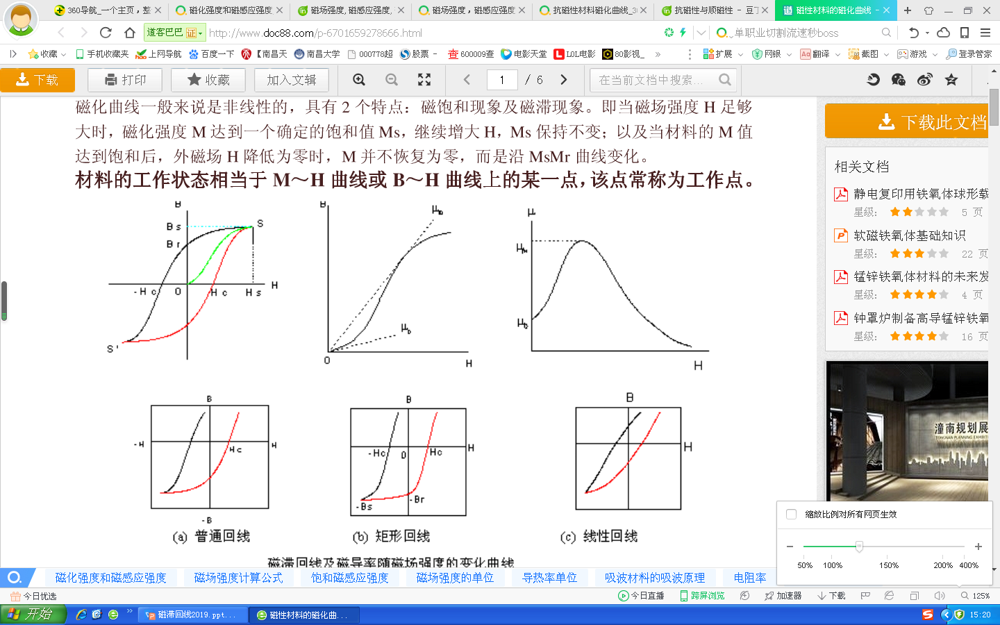 360导航_一个主页，整
磁化强度和磁感应强度
磁场强度, 磁感应强度,
磁场强度，磁感应强度
抗磁性材料磁化曲线_3
抗磁性与顺磁性 - 豆丁
磁性材料的磁化曲线 -
道客巴巴 证 http://www.doc88.com/p-6701659278666.html
单职业切割流速秒boss
收藏 手机收藏夹 上网导航 百度一下 【南昌天 南昌大学 000778超 股票 - 600009查 电影天堂 LOL电影 80影视_ » 扩展 网银 翻译 截图 游戏 登录管家
下载 打印 收藏 加入文辑 1 / 6 在当前文档中搜索...
磁化曲线一般来说是非线性的，具有 2 个特点：磁饱和现象及磁滞现象。即当磁场强度 H 足够
大时，磁化强度 M 达到一个确定的饱和值 Ms，继续增大 H，Ms 保持不变；以及当材料的 M 值
达到饱和后，外磁场 H 降低为零时，M 并不恢复为零，而是沿 MsMr 曲线变化。
材料的工作状态相当于 M～H 曲线或 B～H 曲线上的某一点，该点常称为工作点。
B
Bs
S
Br
-Hc
O
Hc
Hs
H
S'
B
μm
μ0
O
H
μ
μm
μ0
H
B
-H
H
Hc
-B
(a) 普通回线
B
H
-Hc
0
Hc
-Br
-Bs
(b) 矩形回线
B
H
(c) 线性回线
磁滞回线及磁导率随磁场强度的变化曲线
下载此文档
相关文档
静电复印用铁氧体球形载
星级： 5 页
软磁铁氧体基础知识
星级： 22 页
锰锌铁氧体材料的未来发
星级： 4 页
钟罩炉制备高导锰锌铁氧
星级： 16 页
潼南规划展
TONGNAN PLANNING EXHIBITI
缩放比例对所有网页生效
50% 100% 150% 200% 400%
磁化强度和磁感应强度 磁场强度计算公式 饱和磁感应强度 磁场强度的单位 导热率单位 吸波材料的吸波原理 电阻率
今日优选 今日直播 跨屏浏览 加速器 下载 125%
开始 » 磁滞回线2019.ppt... 磁性材料的磁化曲... 15:20